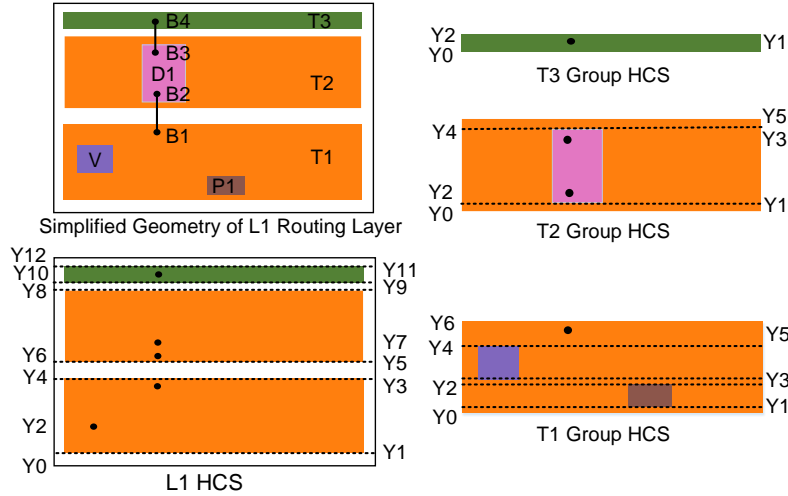 B4
T3
B3
D1
T2
B2
B1
T1
V
P1
Simplified Geometry of L1 Routing Layer
Y2
Y1
Y0
T3 Group HCS
Y5
Y4
Y3
Y2
Y1
Y0
T2 Group HCS
Y12
Y11
Y10
Y9
Y8
Y7
Y6
Y5
Y4
Y3
Y2
Y1
Y0
L1 HCS
Y6
Y5
Y4
Y3
Y2
Y1
Y0
T1 Group HCS